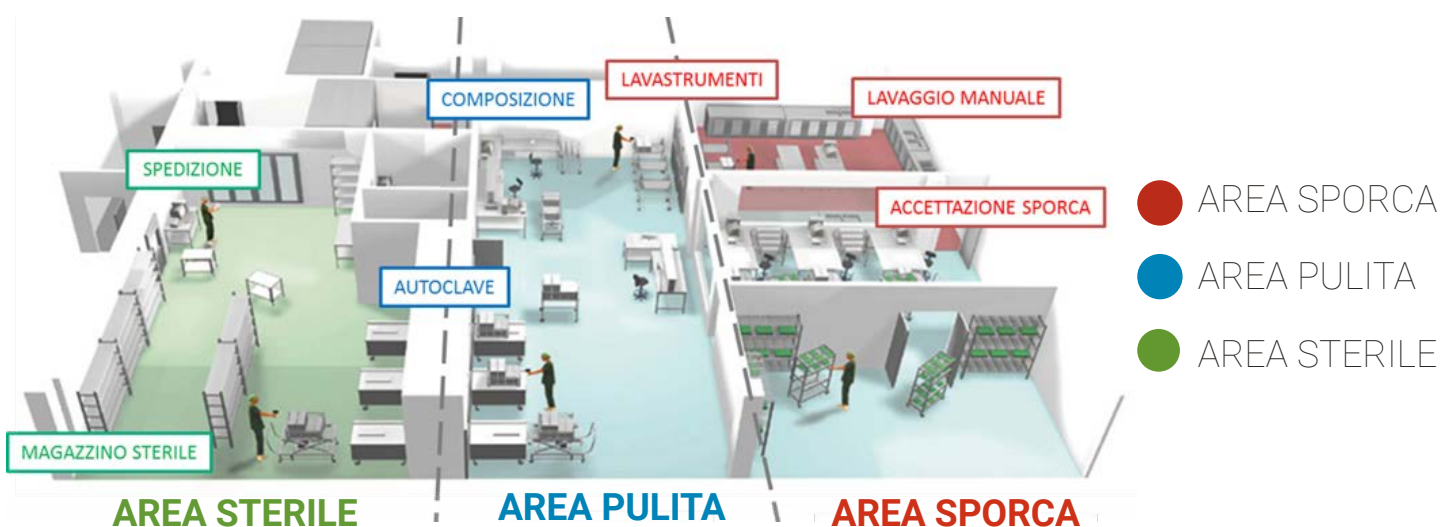 LAVASTRUMENTI
COMPOSIZIONE
LAVAGGIO MANUALE
SPEDIZIONE
ACCETTAZIONE SPORCA
AUTOCLAVE
MAGAZZINO STERILE
AREA STERILE
AREA PULITA
AREA SPORCA
AREA SPORCA
AREA PULITA
AREA STERILE